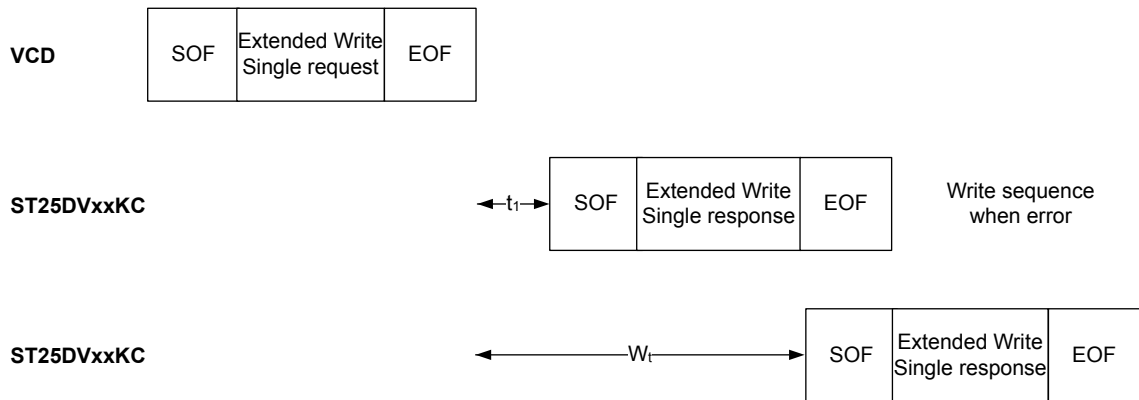 VCD
SOF
Extended Write
Single request
EOF
ST25DVxxKC
t1
SOF
Extended Write
Single response
EOF
Write sequence
when error
ST25DVxxKC
Wt
SOF
Extended Write
Single response
EOF